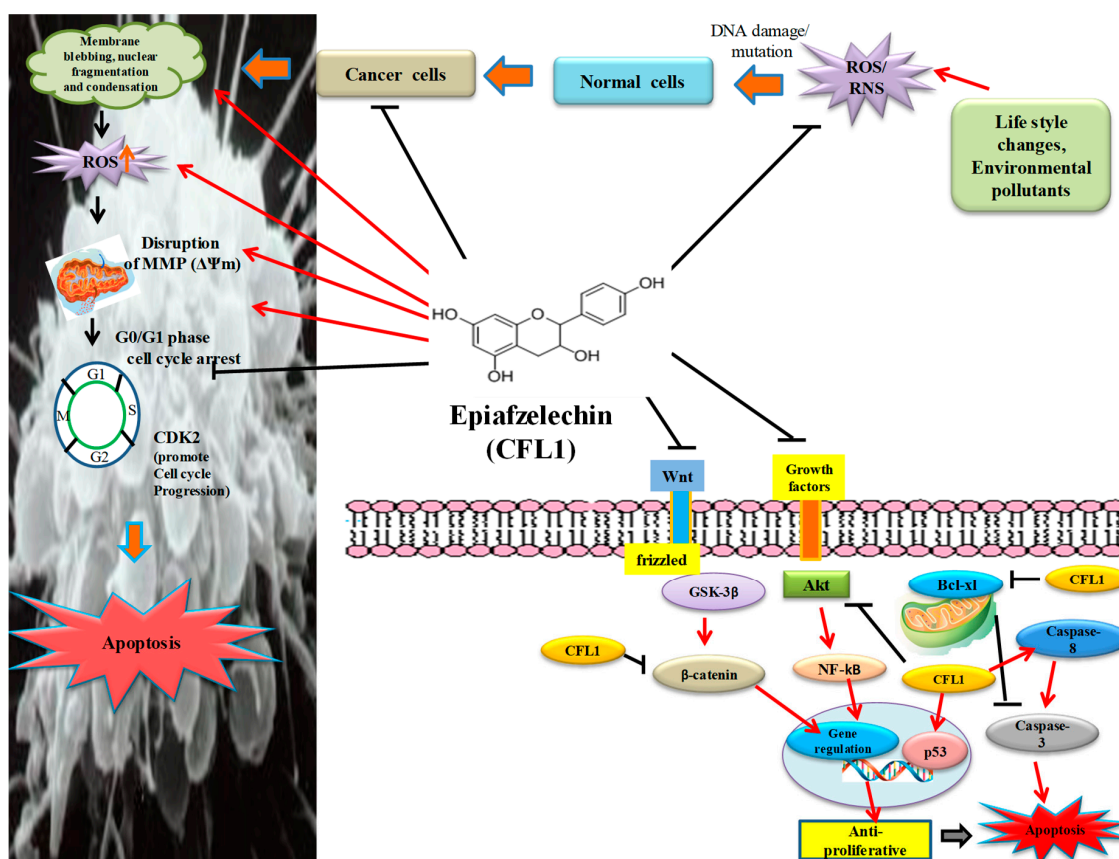 Membrane
blebbing, nuclear
fragmentation
and condensation
Cancer cells
Normal cells
DNA damage/
mutation
ROS/
RNS
Life style
changes,
Environmental
pollutants
ROS
Disruption
of MMP (ΔΨm)
G0/G1 phase
cell cycle arrest
G1
M
S
G2
CDK2
(promote
Cell cycle
Progression)
Apoptosis
OH
HO
O
OH
OH
Epiafzelechin
(CFL1)
Wnt
Growth
factors
frizzled
GSK-3β
Akt
Bcl-xl
CFL1
CFL1
β-catenin
NF-kB
CFL1
Caspase-
8
Gene
regulation
p53
Caspase-
3
Anti-
proliferative
Apoptosis